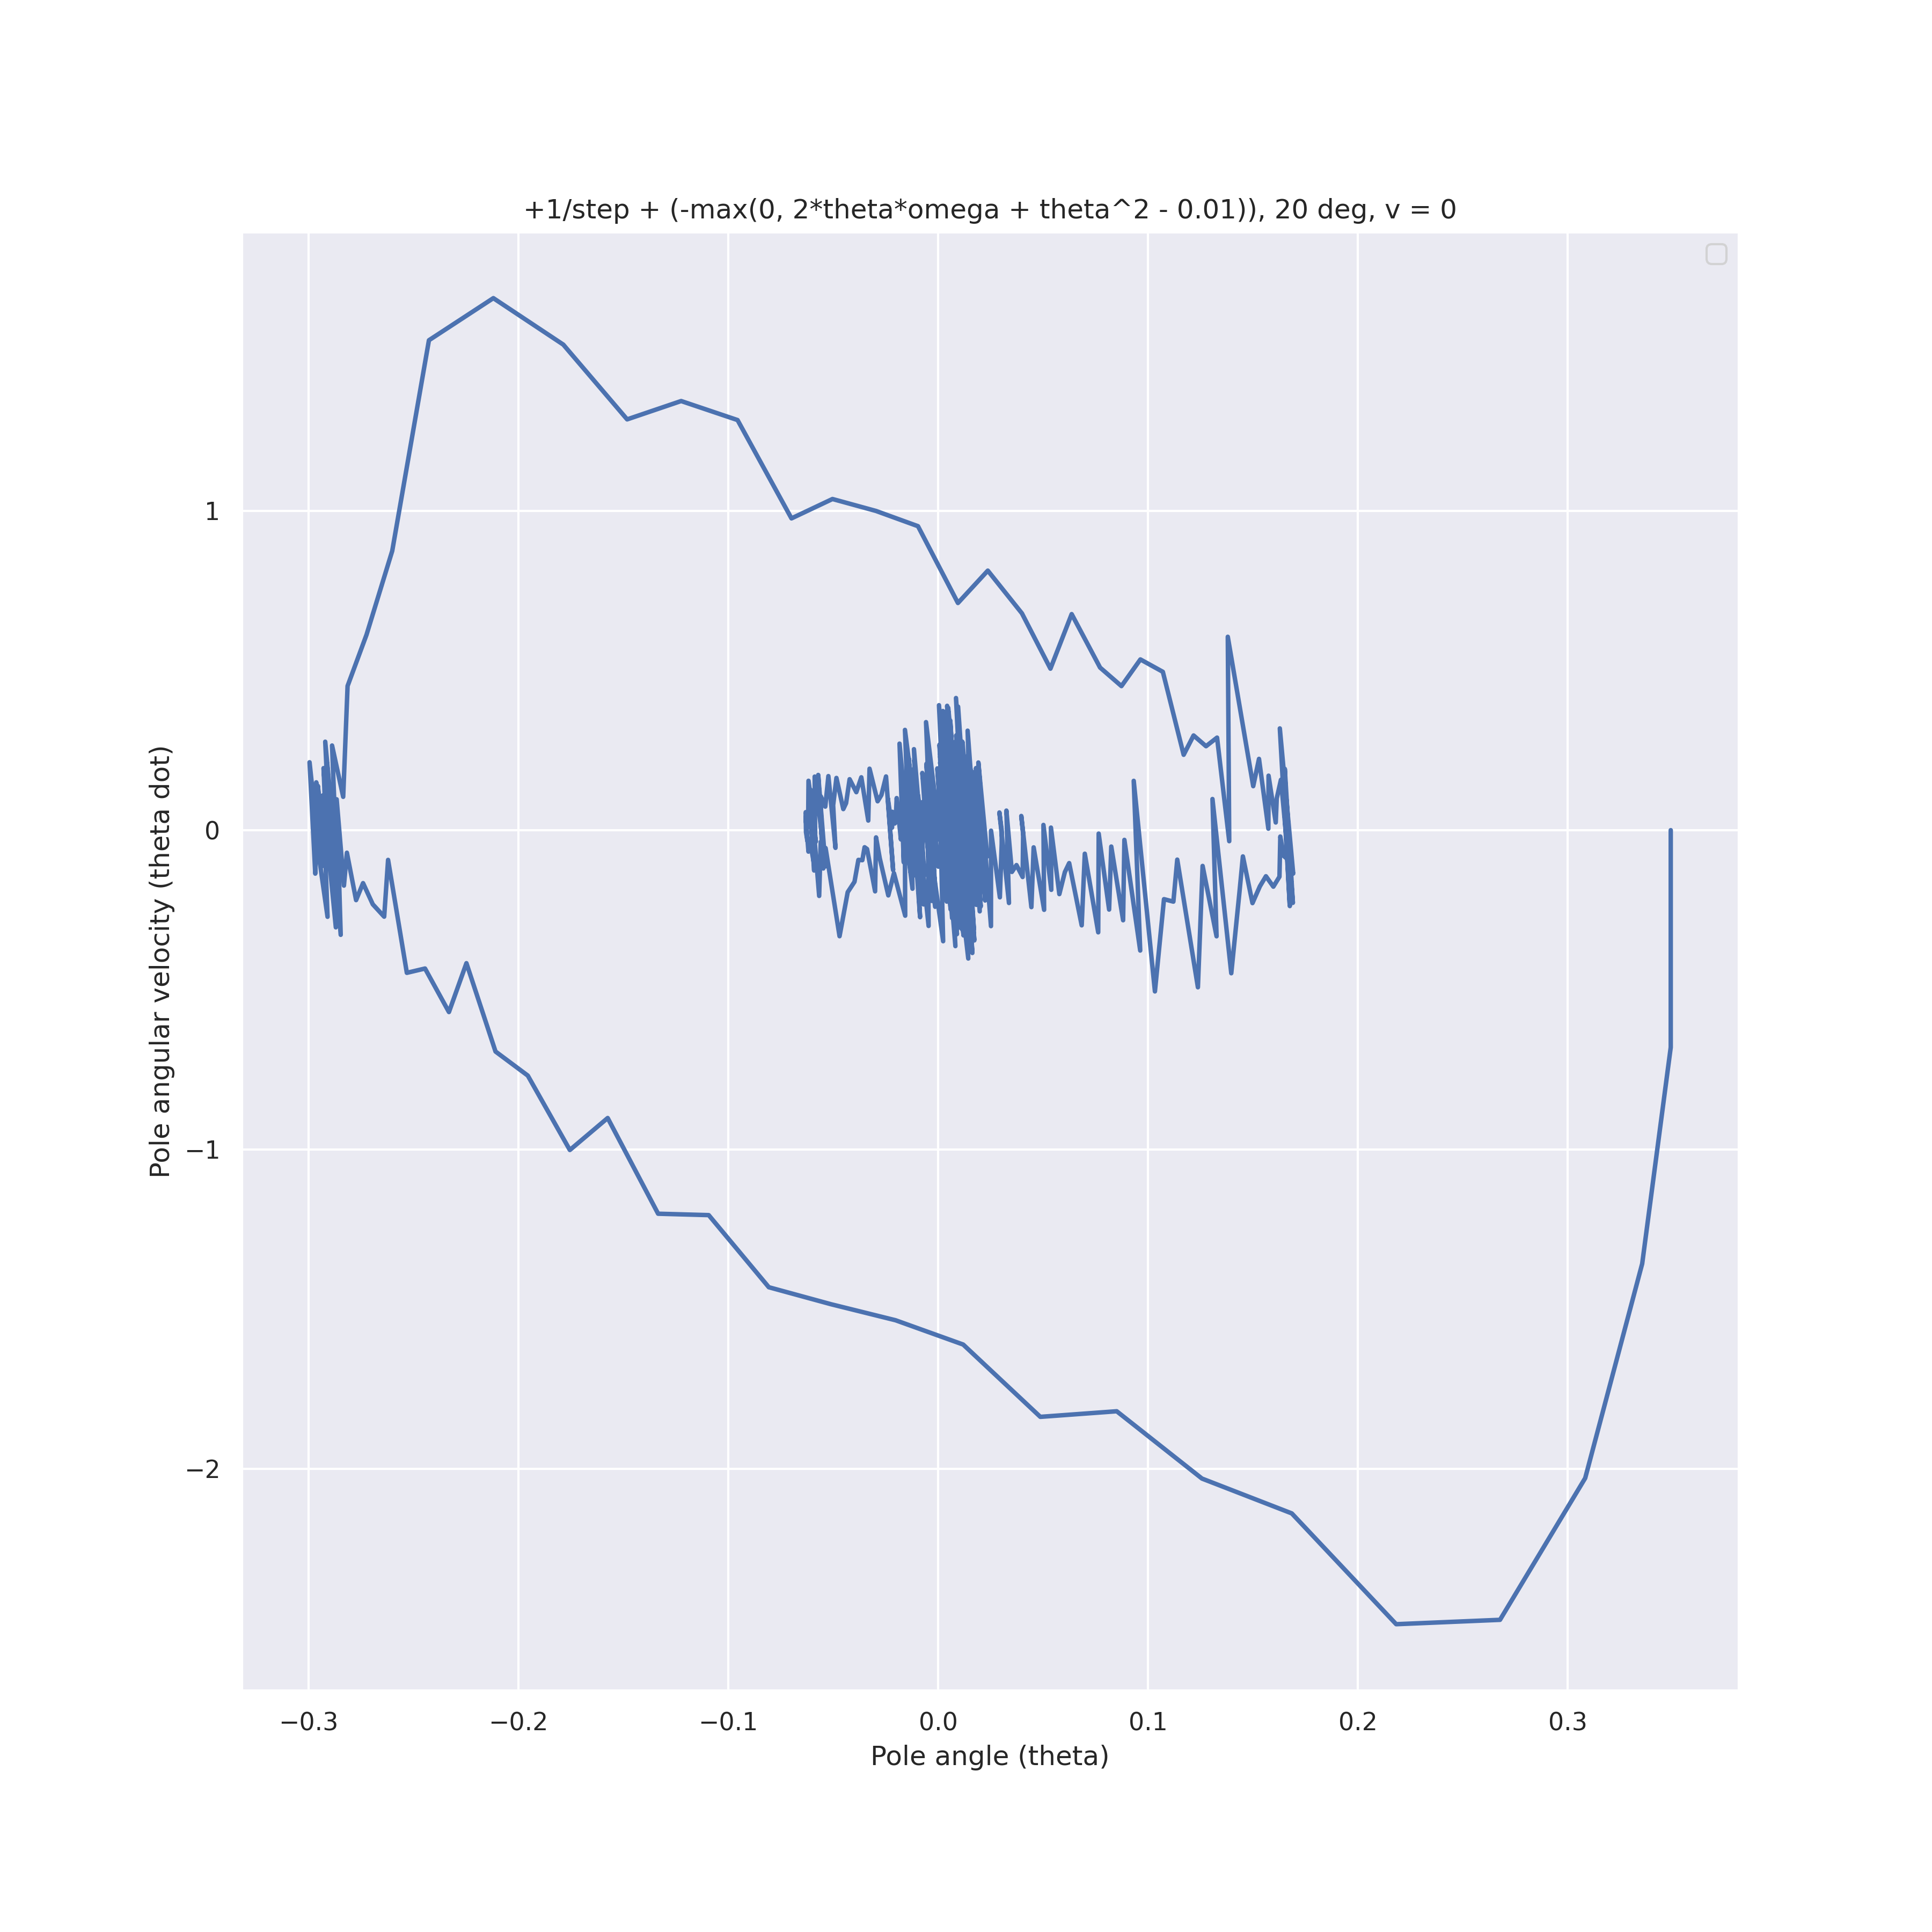 +1/step + (-max(0, 2*theta*omega + theta^2 - 0.01)), 20 deg, v = 0
Pole angular velocity (theta dot)
1
0
−1
−2
−0.3 −0.2 −0.1 0.0 0.1 0.2 0.3
Pole angle (theta)